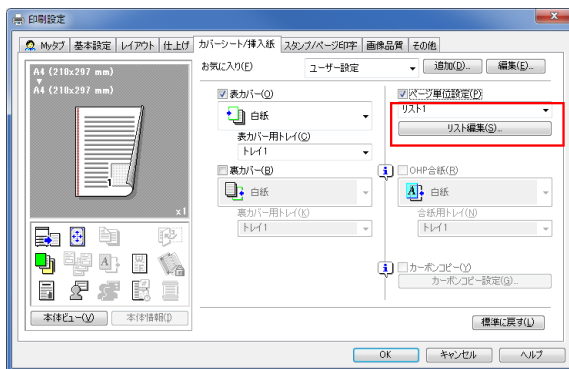 印刷設定
Myタブ 基本設定 レイアウト 仕上げ カバーシート/挿入紙 スタンプ/ページ印字 画像品質 その他
A4 (210x297 mm)
A4 (210x297 mm)
1
x1
本体ビュー(V) 本体情報(I)
お気に入り(F) ユーザー設定 追加(D)... 編集(E)...
表カバー(O)
白紙
表カバー用トレイ(C)
トレイ1
裏カバー(B)
白紙
裏カバー用トレイ(K)
トレイ1
ページ単位設定(P)
リスト1
リスト編集(S)...
OHP合紙(R)
白紙
合紙用トレイ(N)
トレイ1
カーボンコピー(Y)
カーボンコピー設定(G)...
標準に戻す(L)
OK キャンセル ヘルプ